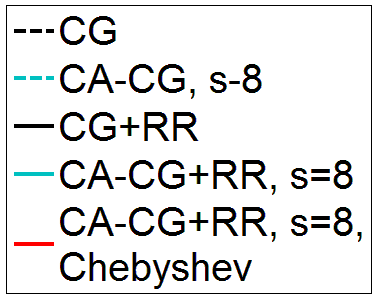 CG
CA-CG, s-8
CG+RR
CA-CG+RR, s=8
CA-CG+RR, s=8,
Chebyshev